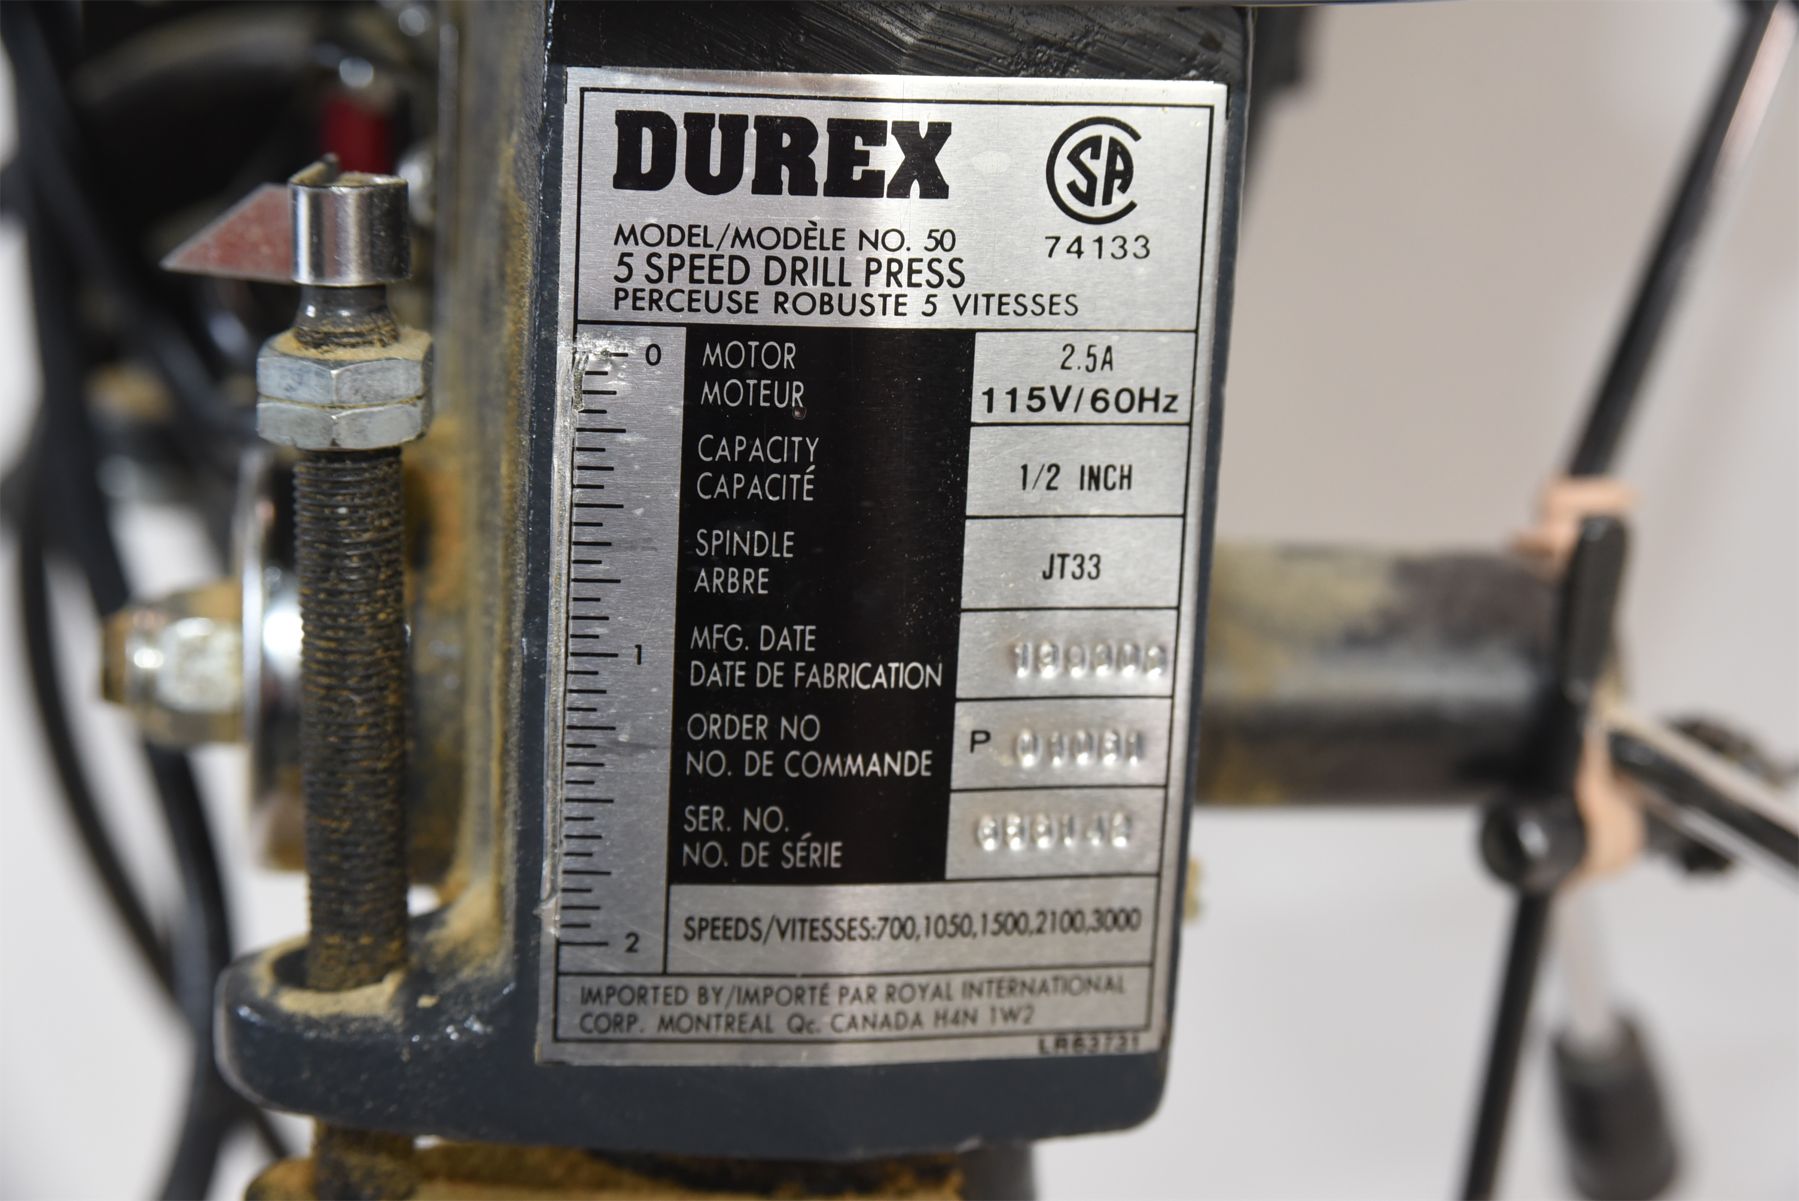 DUREX
SA
74133
MODEL/MODÈLE NO. 50
5 SPEED DRILL PRESS
PERCEUSE ROBUSTE 5 VITESSES
0
1
2
MOTOR
MOTEUR
2.5A
115V/60Hz
CAPACITY
CAPACITÉ
1/2 INCH
SPINDLE
ARBRE
JT33
MFG. DATE
DATE DE FABRICATION
ORDER NO
NO. DE COMMANDE
P
SER. NO.
NO. DE SÉRIE
SPEEDS/VITESSES:700,1050,1500,2100,3000
IMPORTED BY/IMPORTÉ PAR ROYAL INTERNATIONAL
CORP. MONTREAL Qc. CANADA H4N 1W2
LR63731